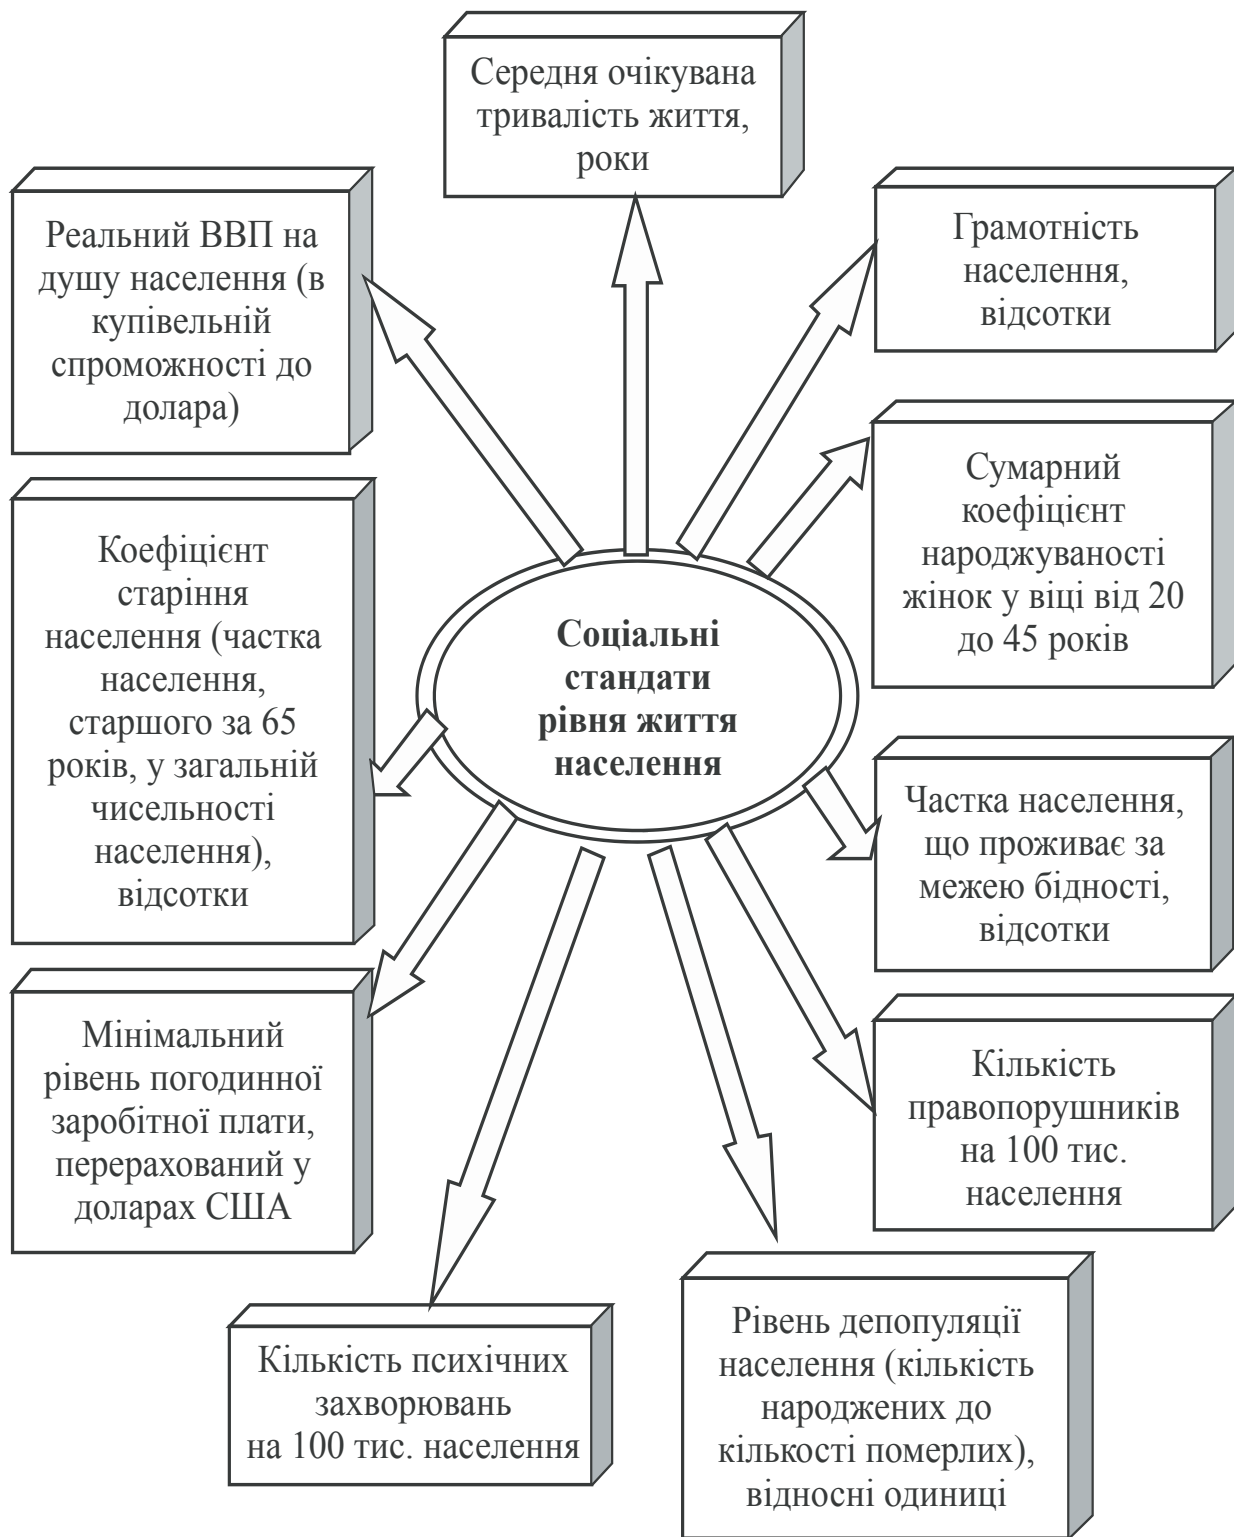 Середня очікувана
тривалість життя,
роки
Реальний ВВП на
душу населення (в
купівельній
спроможності до
долара)
Грамотність
населення,
відсотки
Коефіцієнт
старіння
населення (частка
населення,
старшого за 65
років, у загальній
чисельності
населення),
відсотки
Сумарний
коефіцієнт
народжуваності
жінок у віці від 20
до 45 років
Соціальні
стандати
рівня життя
населення
Частка населення,
що проживає за
межею бідності,
відсотки
Мінімальний
рівень погодинної
заробітної плати,
перерахований у
доларах США
Кількість
правопорушників
на 100 тис.
населення
Кількість психічних
захворювань
на 100 тис. населення
Рівень депопуляції
населення (кількість
народжених до
кількості померлих),
відносні одиниці